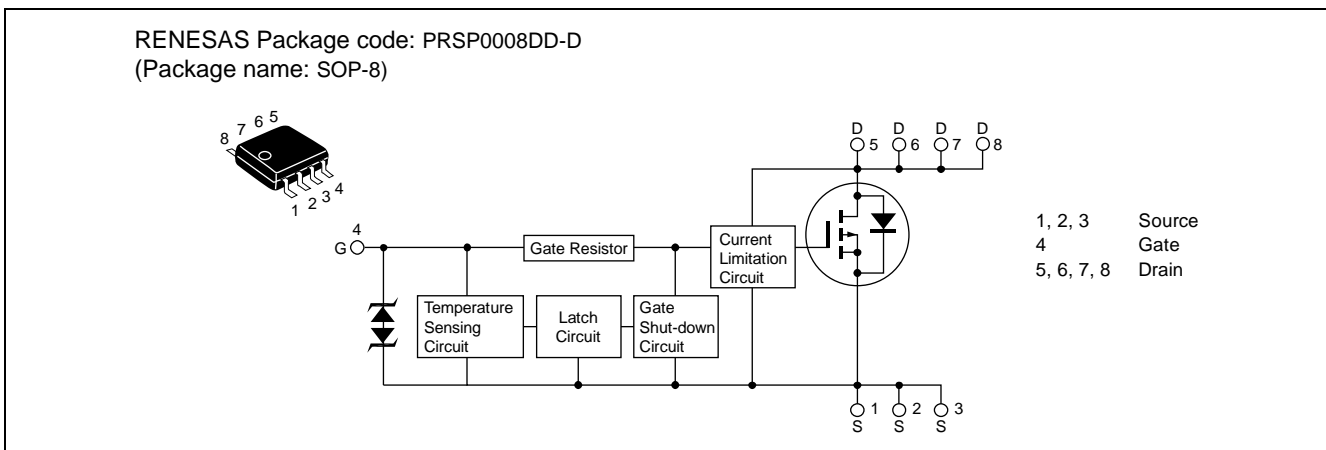 RENESAS Package code: PRSP0008DD-D
(Package name: SOP-8)
8 7 6 5
1 2 3 4
D D D D
5 6 7 8
4
G
Gate Resistor
Current
Limitation
Circuit
Temperature
Sensing
Circuit
Latch
Circuit
Gate
Shut-down
Circuit
1 2 3
S S S
1, 2, 3 Source
4 Gate
5, 6, 7, 8 Drain